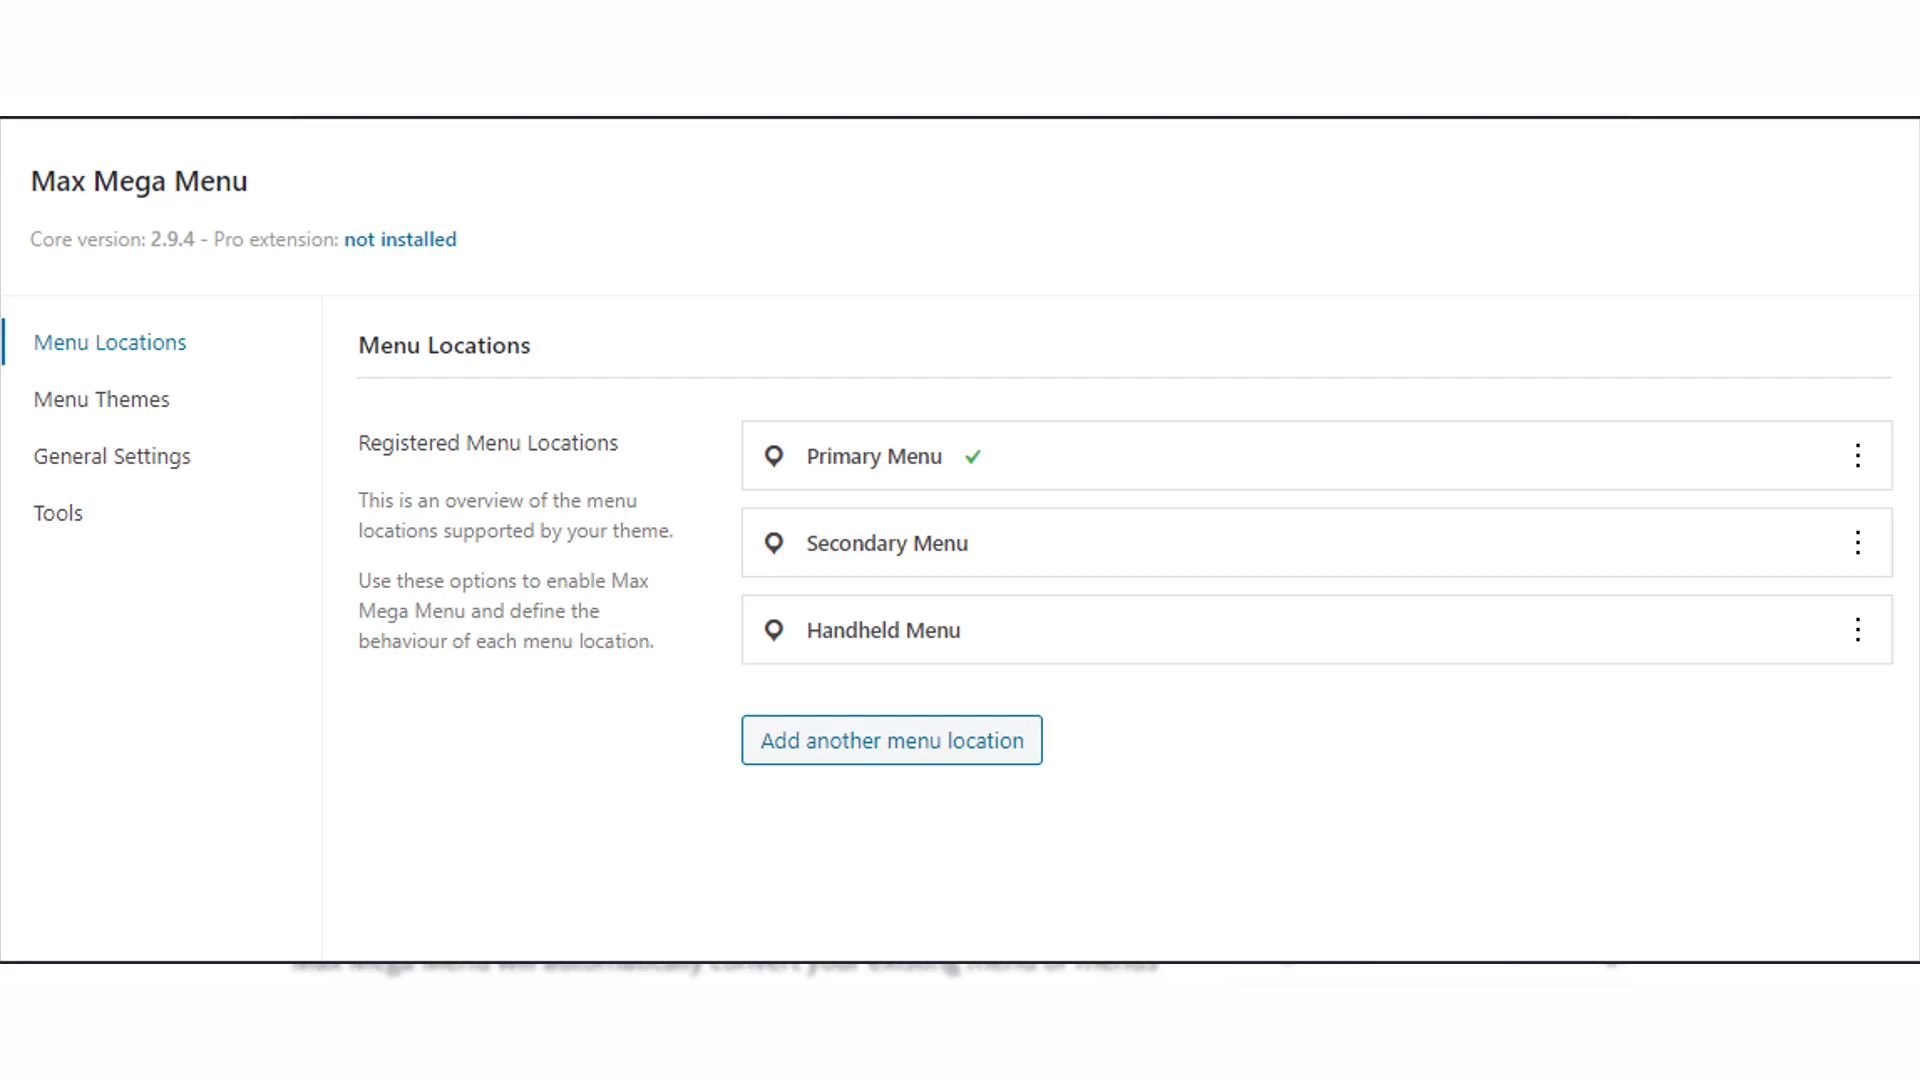 Max Mega Menu
Core version: 2.9.4 - Pro extension: not installed
Menu Locations
Menu Themes
General Settings
Tools
Menu Locations
Registered Menu Locations
This is an overview of the menu
locations supported by your theme.
Use these options to enable Max
Mega Menu and define the
behaviour of each menu location.
Primary Menu
Secondary Menu
Handheld Menu
Add another menu location